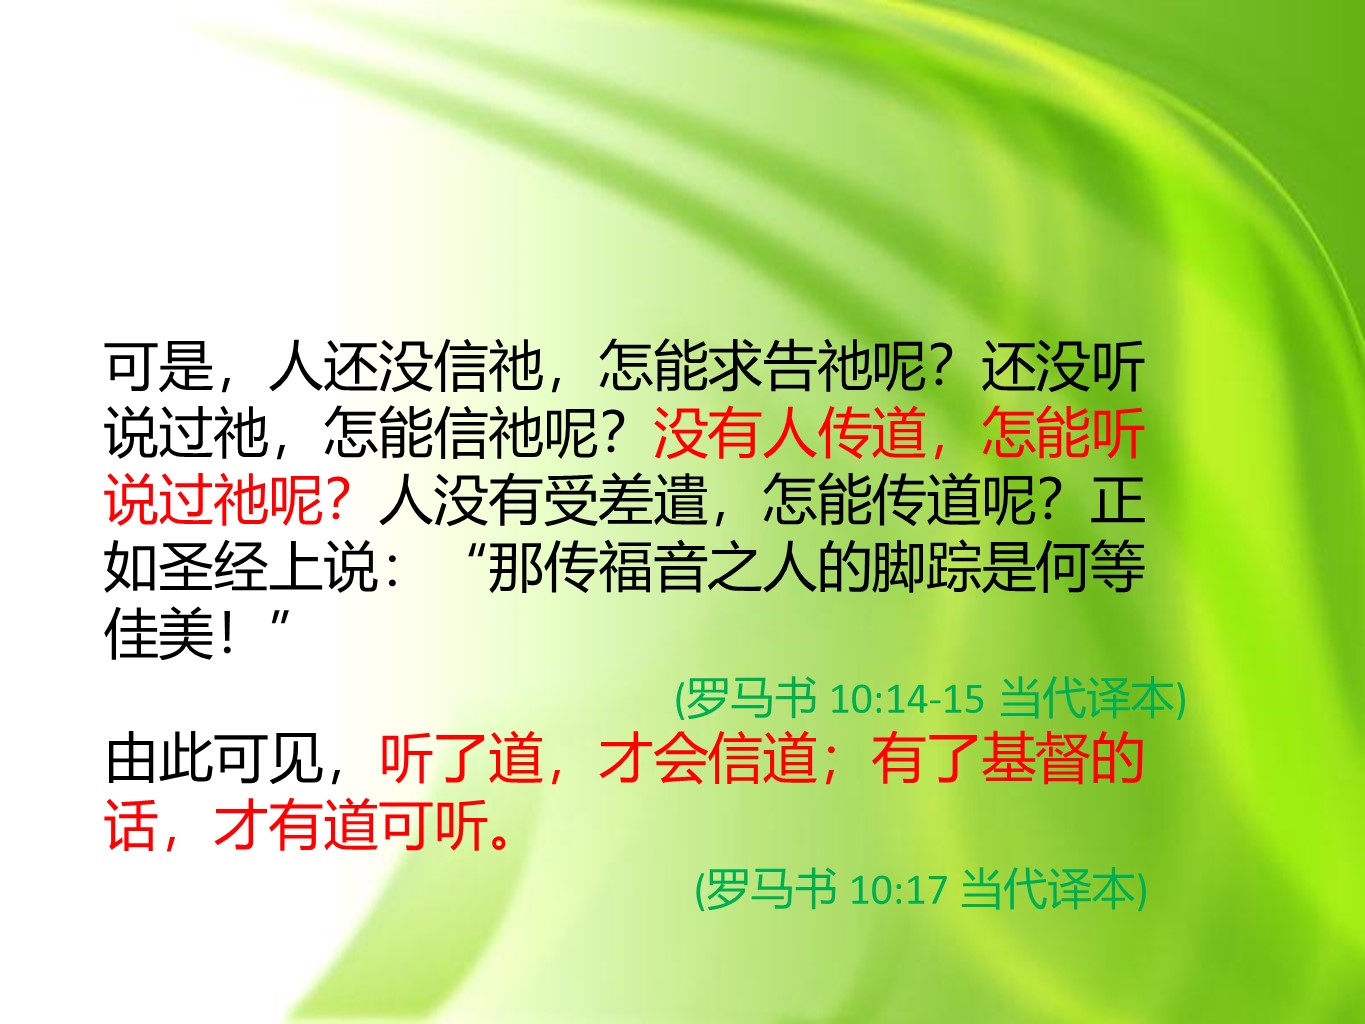 可是，人还没信祂，怎能求告祂呢？还没听
说过祂，怎能信祂呢？没有人传道，怎能听
说过祂呢？人没有受差遣，怎能传道呢？正
如圣经上说：“那传福音之人的脚踪是何等
佳美！”
(罗马书 10:14-15 当代译本)
由此可见，听了道，才会信道；有了基督的
话，才有道可听。
(罗马书 10:17 当代译本)